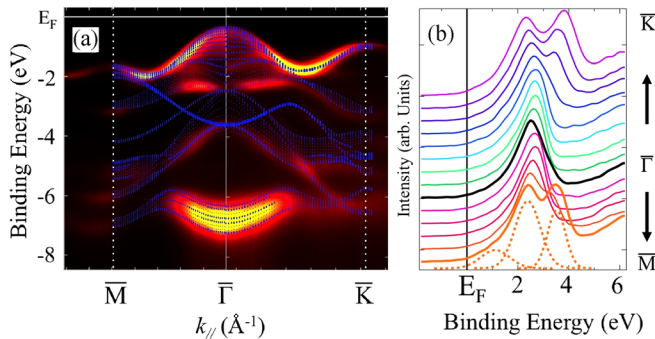 E_F
(a)
-2
-4
-6
-8
Binding Energy (eV)
M̅ Γ̅ K̅
k_// (Å⁻¹)
(b)
Intensity (arb. Units)
K̅
Γ̅
M̅
E_F 2 4 6
Binding Energy (eV)